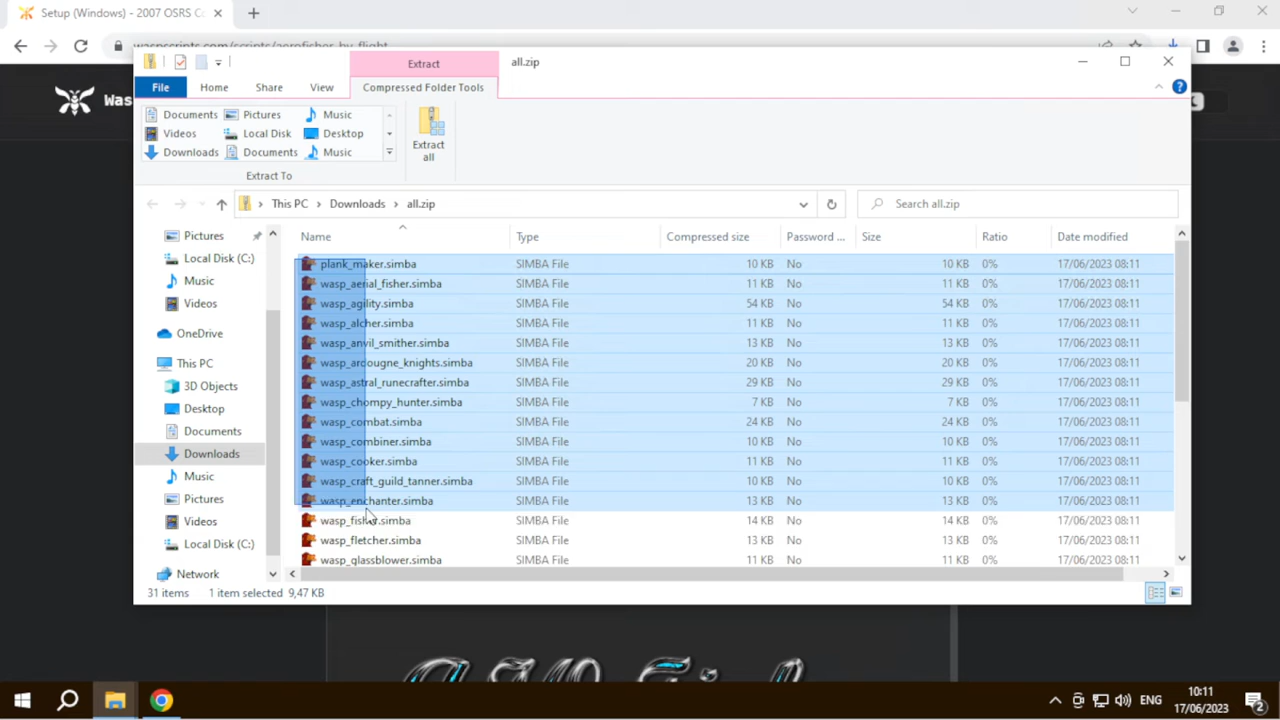 Setup (Windows) - 2007 OSRS Co
waspscripts.com/scripts/aerofisher-by-flight
Was
Extract
all.zip
File Home Share View Compressed Folder Tools
Documents Pictures Music
Videos Local Disk Desktop
Downloads Documents Music
Extract all
Extract To
This PC > Downloads > all.zip
Search all.zip
Name Type Compressed size Password ... Size Ratio Date modified
Pictures
Local Disk (C:)
Music
Videos
OneDrive
This PC
3D Objects
Desktop
Documents
Downloads
Music
Pictures
Videos
Local Disk (C:)
Network
plank_maker.simba SIMBA File 10 KB No 10 KB 0% 17/06/2023 08:11
wasp_aerial_fisher.simba SIMBA File 11 KB No 11 KB 0% 17/06/2023 08:11
wasp_agility.simba SIMBA File 54 KB No 54 KB 0% 17/06/2023 08:11
wasp_alcher.simba SIMBA File 11 KB No 11 KB 0% 17/06/2023 08:11
wasp_anvil_smither.simba SIMBA File 13 KB No 13 KB 0% 17/06/2023 08:11
wasp_ardougne_knights.simba SIMBA File 20 KB No 20 KB 0% 17/06/2023 08:11
wasp_astral_runecrafter.simba SIMBA File 29 KB No 29 KB 0% 17/06/2023 08:11
wasp_chompy_hunter.simba SIMBA File 7 KB No 7 KB 0% 17/06/2023 08:11
wasp_combat.simba SIMBA File 24 KB No 24 KB 0% 17/06/2023 08:11
wasp_combiner.simba SIMBA File 10 KB No 10 KB 0% 17/06/2023 08:11
wasp_cooker.simba SIMBA File 11 KB No 11 KB 0% 17/06/2023 08:11
wasp_craft_guild_tanner.simba SIMBA File 10 KB No 10 KB 0% 17/06/2023 08:11
wasp_enchanter.simba SIMBA File 13 KB No 13 KB 0% 17/06/2023 08:11
wasp_fisher.simba SIMBA File 14 KB No 14 KB 0% 17/06/2023 08:11
wasp_fletcher.simba SIMBA File 13 KB No 13 KB 0% 17/06/2023 08:11
wasp_glassblower.simba SIMBA File 11 KB No 11 KB 0% 17/06/2023 08:11
31 items 1 item selected 9,47 KB
ENG
10:11
17/06/2023
2